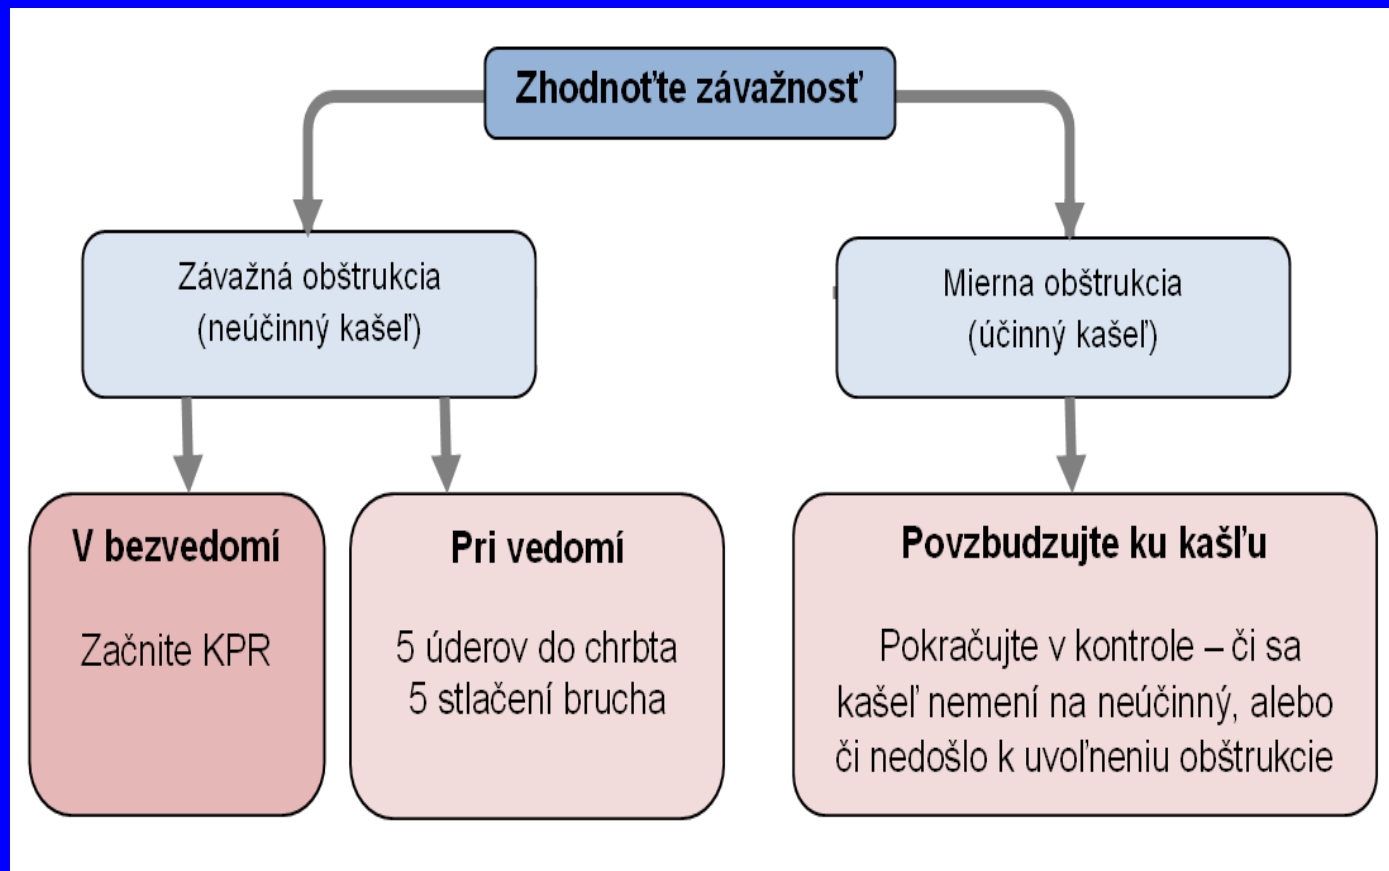 Zhodnoťte závažnosť
Závažná obštrukcia
(neúčinný kašeľ)
Mierna obštrukcia
(účinný kašeľ)
V bezvedomí
Začnite KPR
Pri vedomí
5 úderov do chrbta
5 stlačení brucha
Povzbudzujte ku kašľu
Pokračujte v kontrole – či sa
kašeľ nemení na neúčinný, alebo
či nedošlo k uvoľneniu obštrukcie